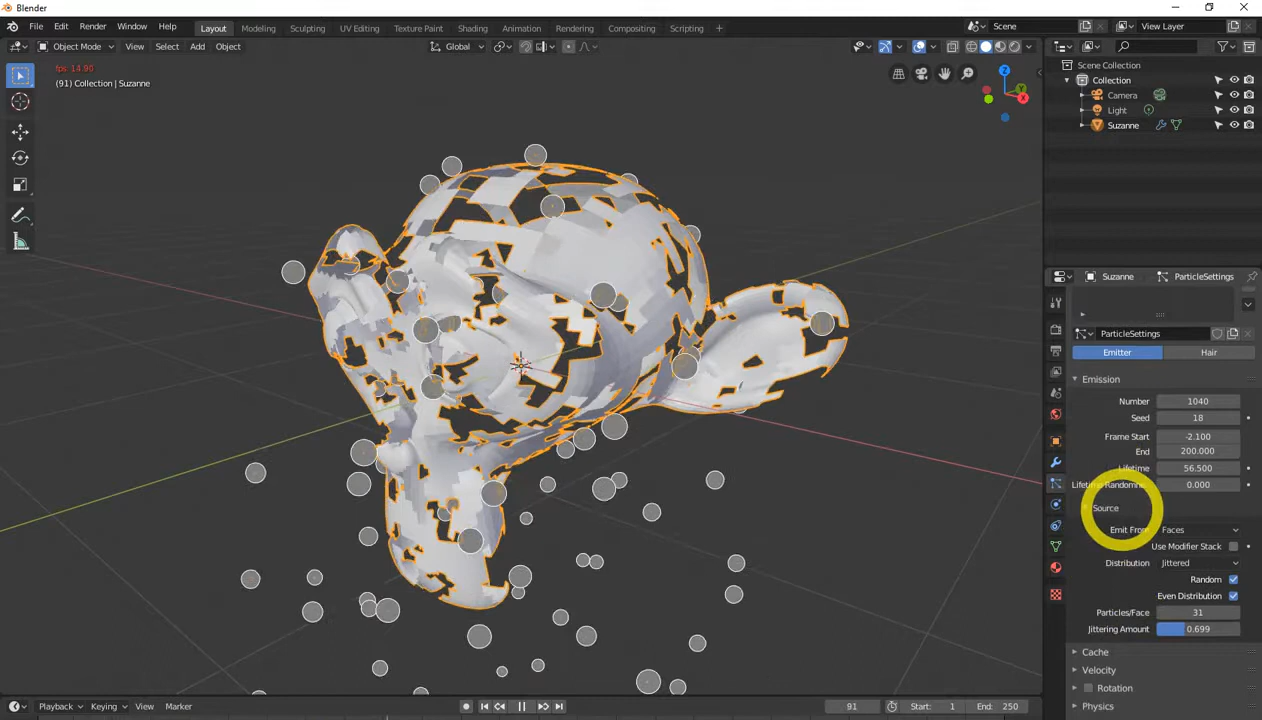 Blender
File Edit Render Window Help Layout Modeling Sculpting UV Editing Texture Paint Shading Animation Rendering Compositing Scripting Scene View Layer
Object Mode View Select Add Object Global
fps: 14.90
(91) Collection | Suzanne
Scene Collection
Collection
Camera
Light
Suzanne
Z
Y
X
Suzanne ParticleSettings
ParticleSettings
Emitter Hair
Emission
Number 1040
Seed 18
Frame Start -2.100
End 200.000
Lifetime 56.500
Lifetime Randomne 0.000
Source
Emit From Faces
Use Modifier Stack
Distribution Jittered
Random
Even Distribution
Particles/Face 31
Jittering Amount 0.699
Cache
Velocity
Rotation
Physics
Playback Keying View Marker 91 Start: 1 End: 250